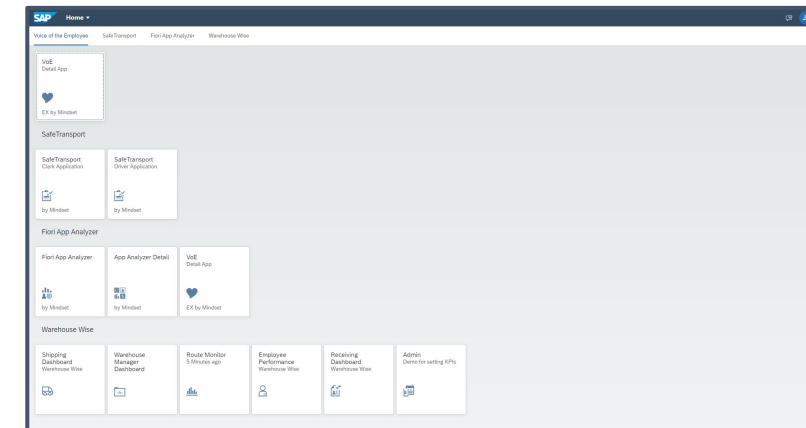 SAP Home
Voice of the Employee SafeTransport Fiori App Analyzer Warehouse Wise
VoE
Detail App
EX by Mindset
SafeTransport
SafeTransport
Clerk Application
by Mindset
SafeTransport
Driver Application
by Mindset
Fiori App Analyzer
Fiori App Analyzer
by Mindset
App Analyzer Detail
by Mindset
VoE
Detail App
EX by Mindset
Warehouse Wise
Shipping
Dashboard
Warehouse Wise
Warehouse
Manager
Dashboard
Route Monitor
5 Minutes ago
Employee
Performance
Warehouse Wise
Receiving
Dashboard
Warehouse Wise
Admin
Demo for setting KPIs